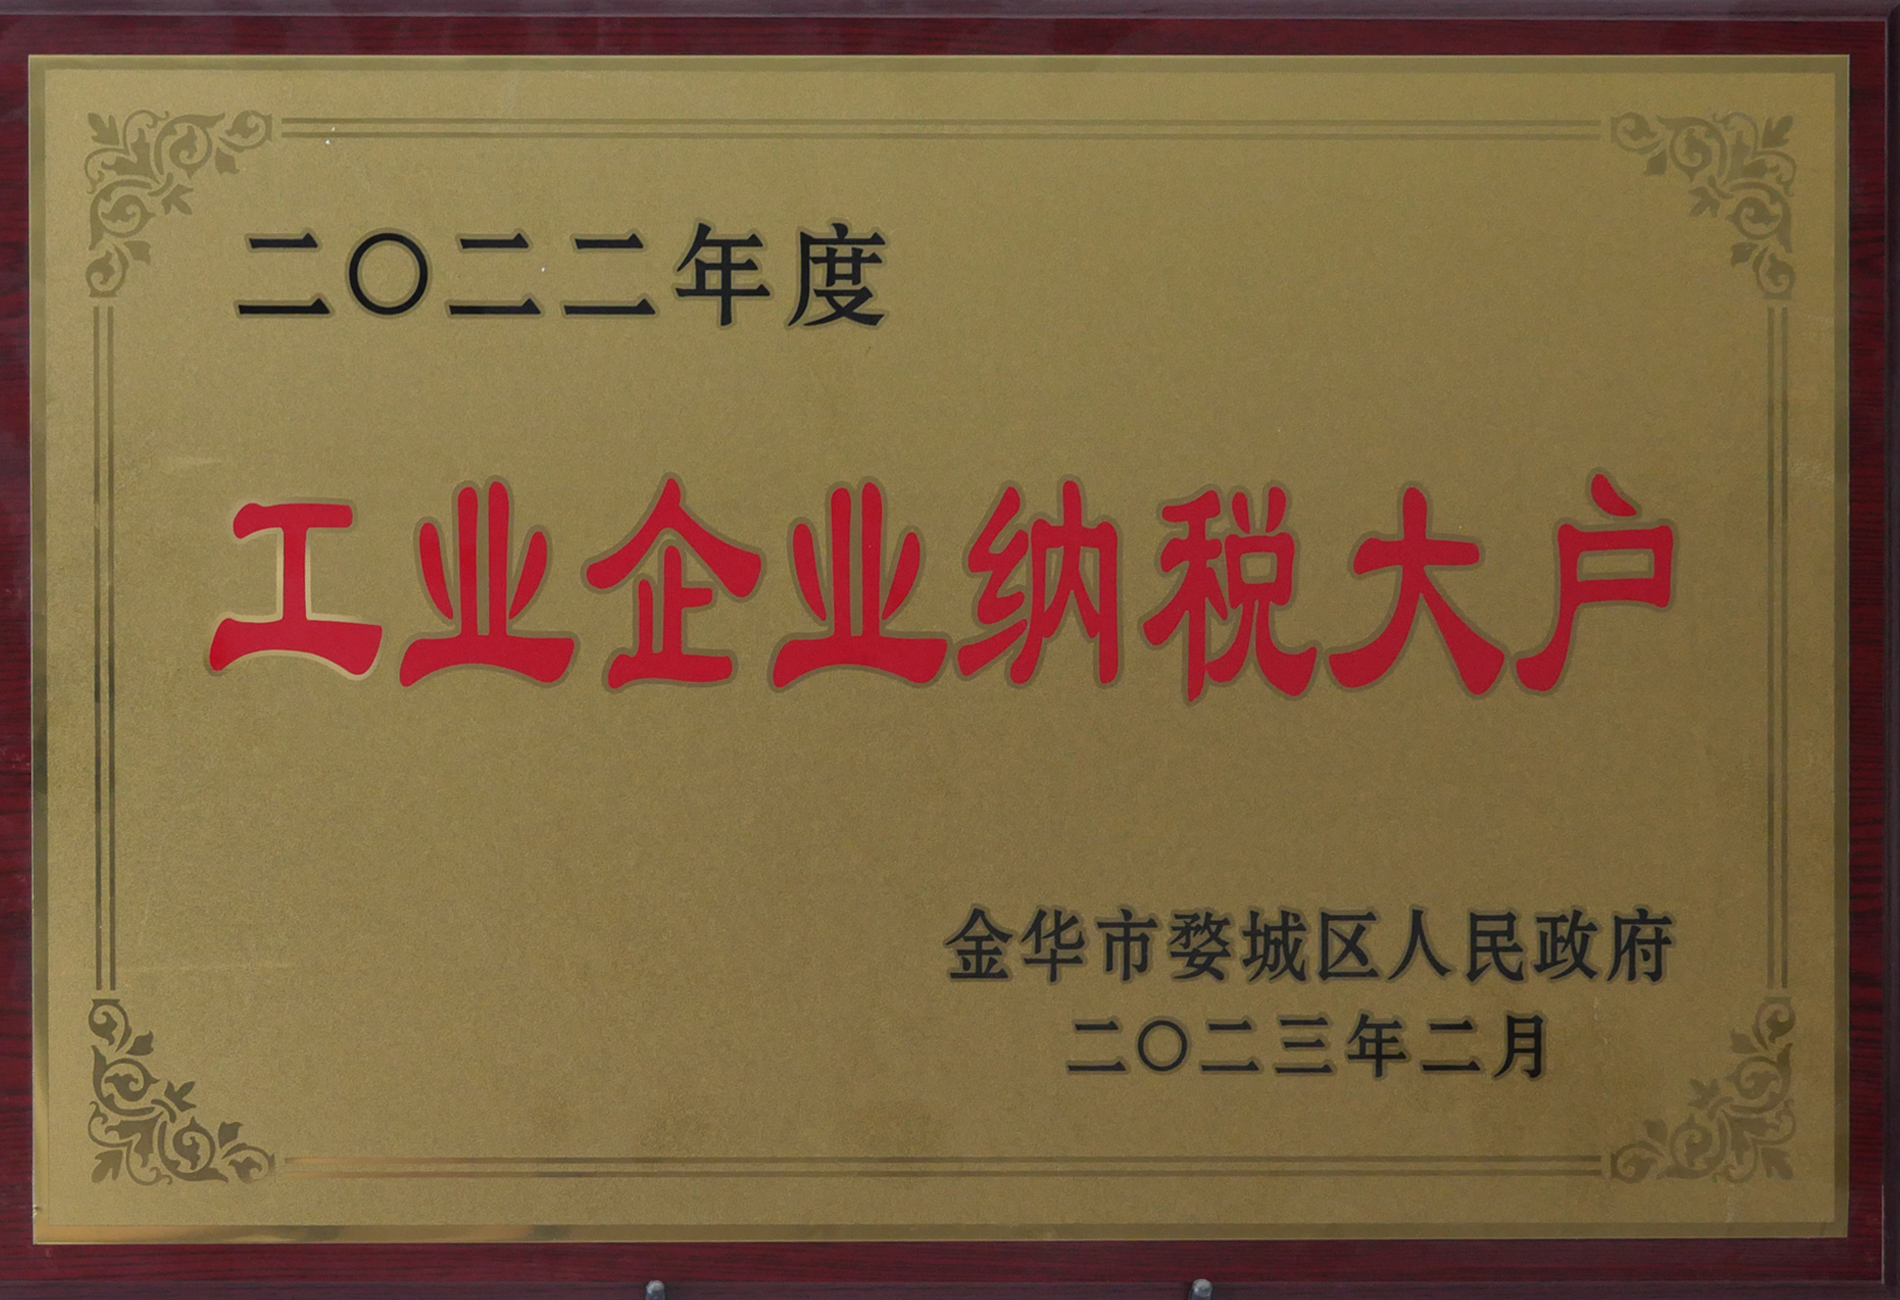 二〇二二年度
工业企业纳税大户
金华市婺城区人民政府
二〇二三年二月